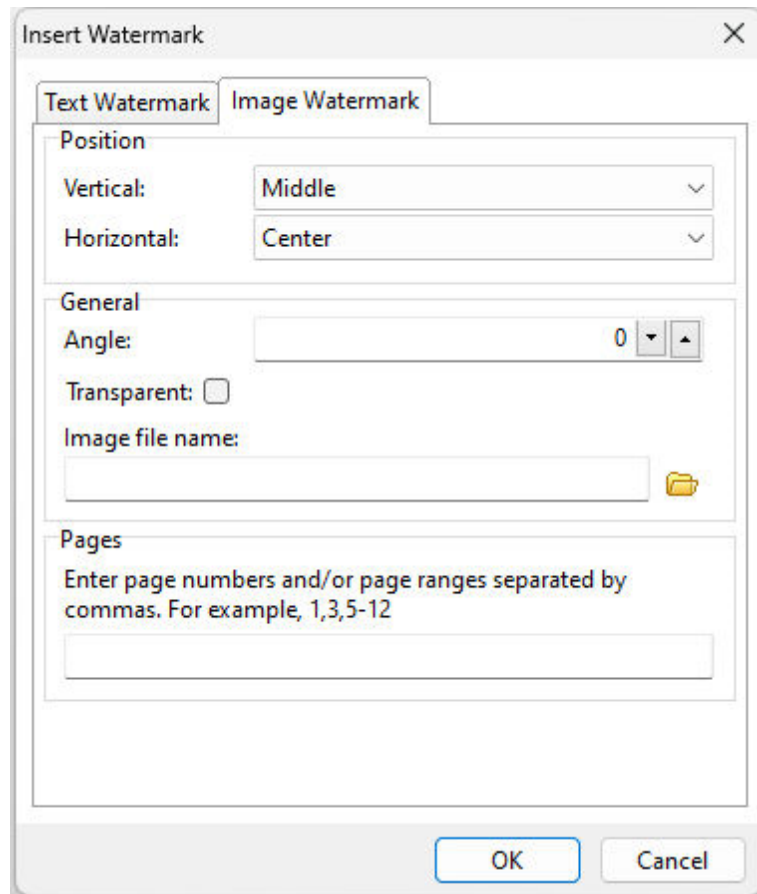 Insert Watermark
Text Watermark
Image Watermark
Position
Vertical:
Middle
Horizontal:
Center
General
Angle:
0
Transparent:
Image file name:
Pages
Enter page numbers and/or page ranges separated by
commas. For example, 1,3,5-12
OK
Cancel